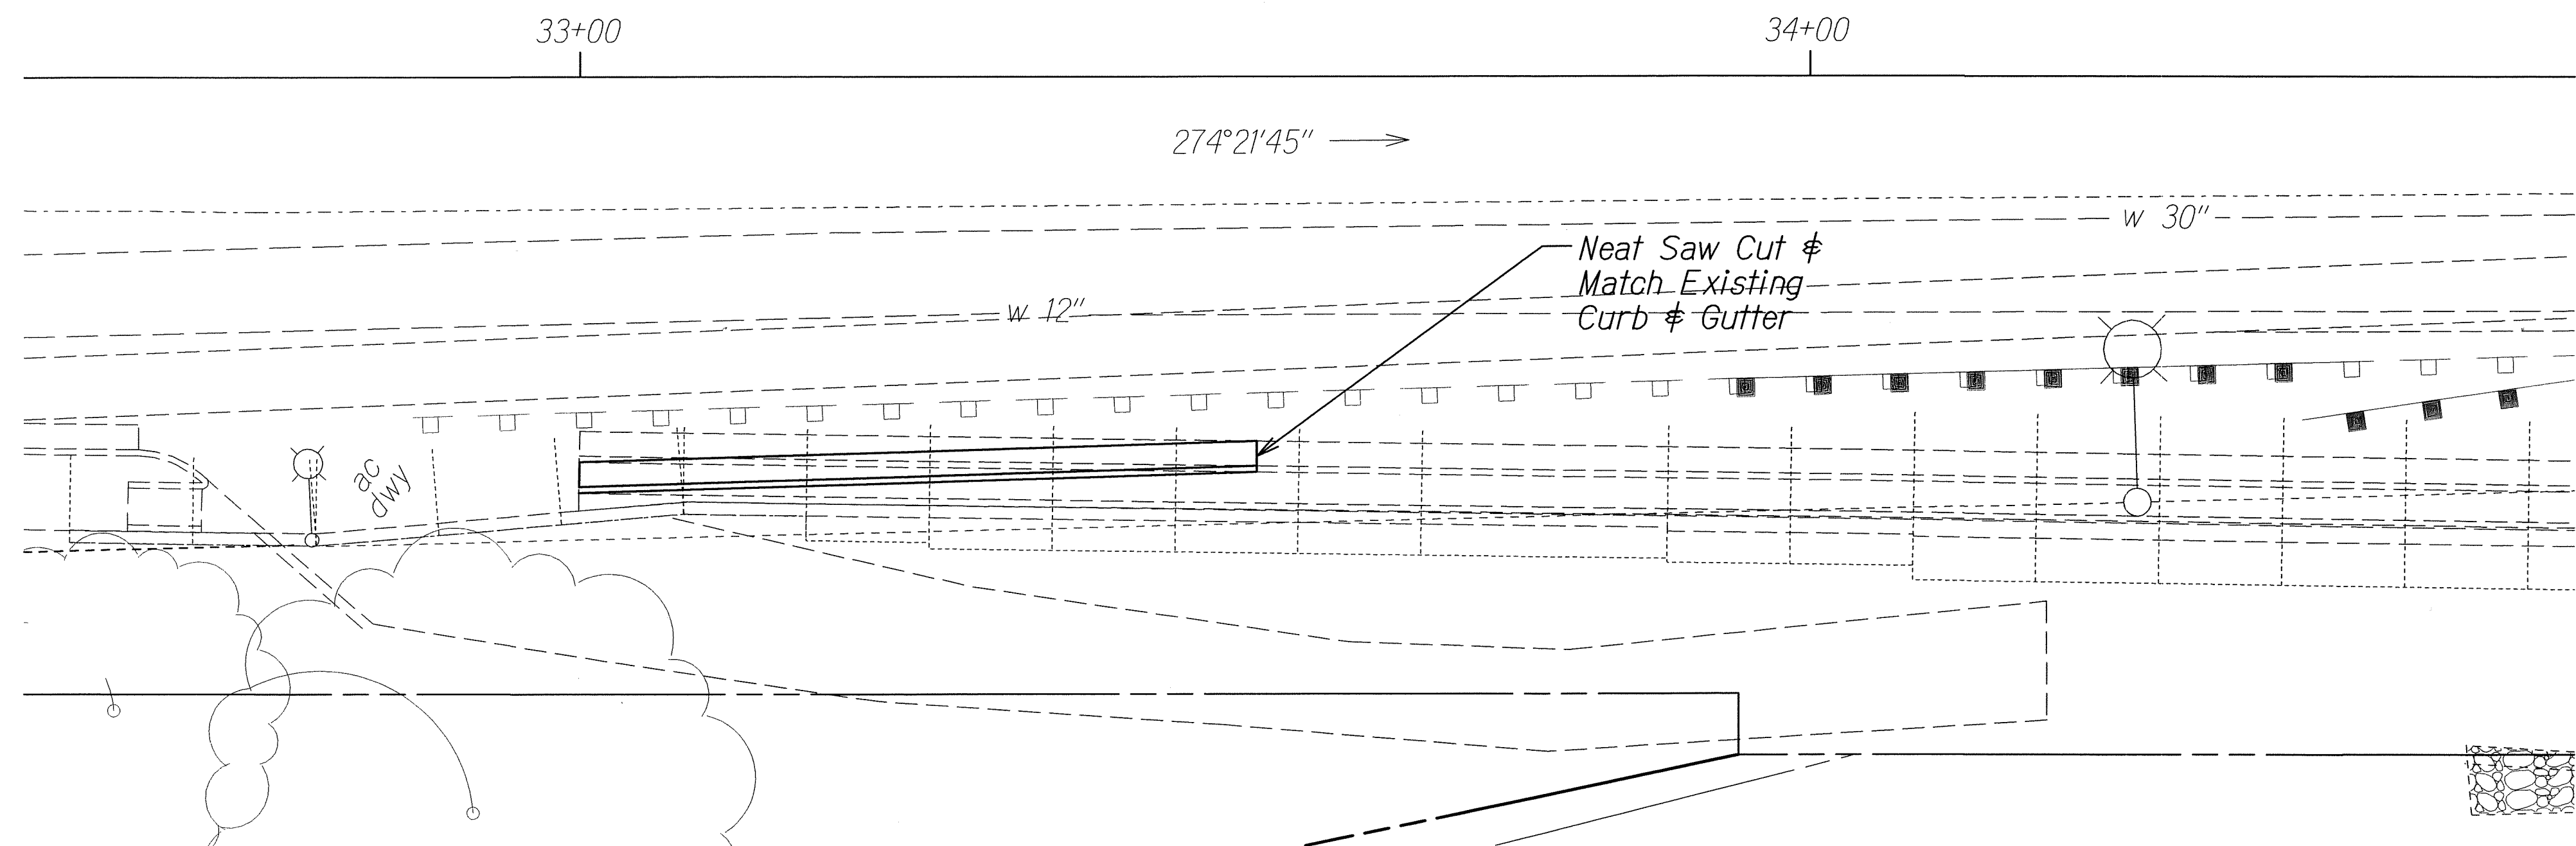 33+00
34+00
274°21'45"
w 30"
Neat Saw Cut &
Match Existing
Curb & Gutter
w 12"
ac
dwy